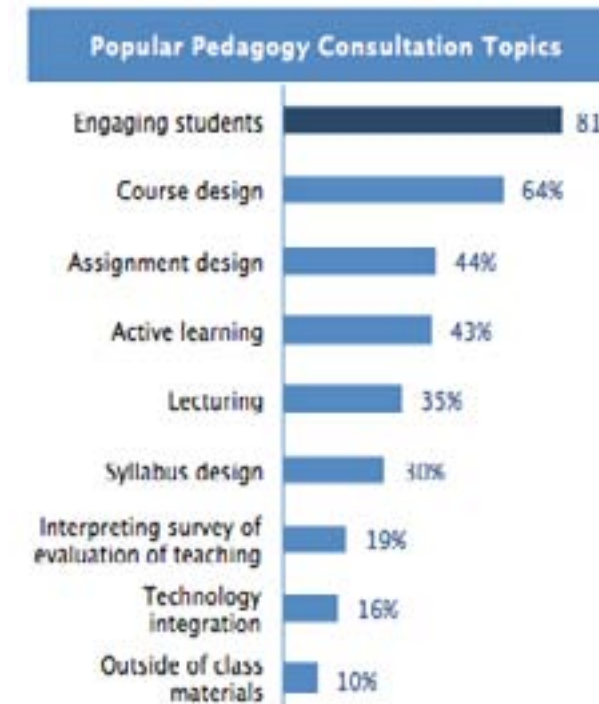 Popular Pedagogy Consultation Topics
Engaging students 81
Course design 64%
Assignment design 44%
Active learning 43%
Lecturing 35%
Syllabus design 30%
Interpreting survey of
evaluation of teaching 19%
Technology
integration 16%
Outside of class
materials 10%